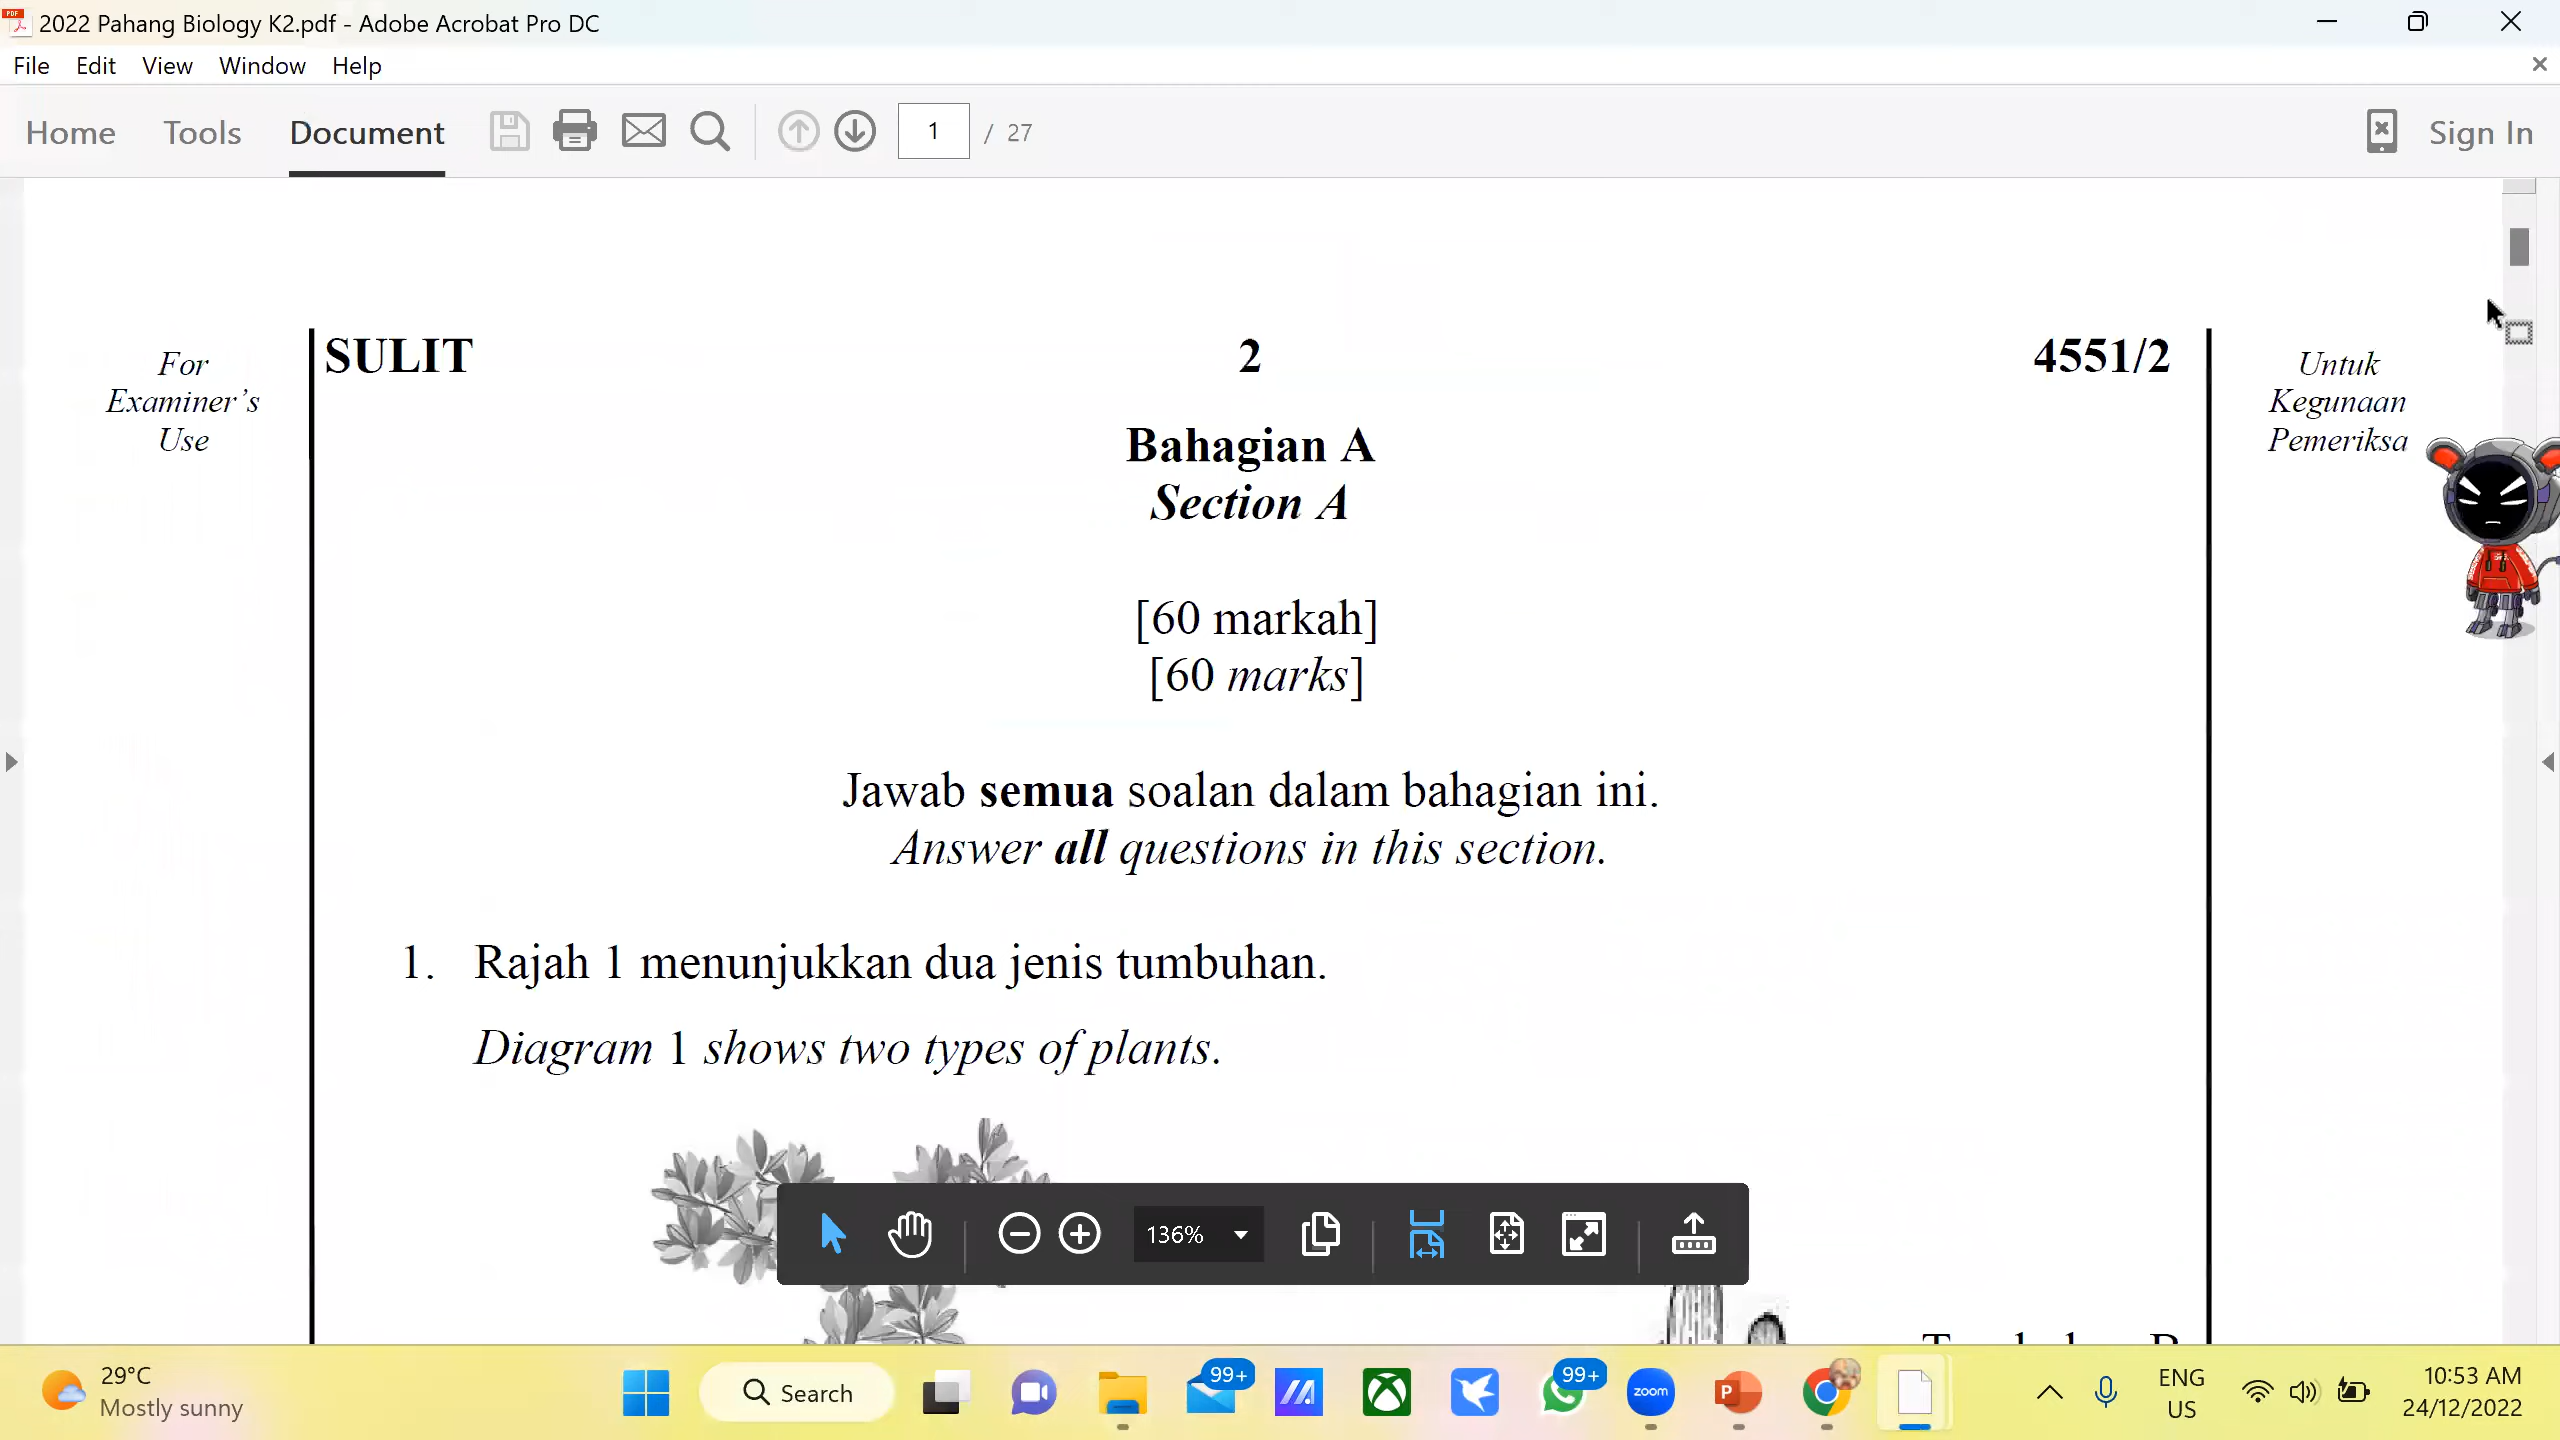 2022 Pahang Biology K2.pdf - Adobe Acrobat Pro DC
File Edit View Window Help
Home Tools Document 1 / 27 Sign In
For
Examiner's
Use
SULIT 2 4551/2
Untuk
Kegunaan
Pemeriksa
Bahagian A
Section A
[60 markah]
[60 marks]
Jawab semua soalan dalam bahagian ini.
Answer all questions in this section.
1. Rajah 1 menunjukkan dua jenis tumbuhan.
Diagram 1 shows two types of plants.
136%
29°C
Mostly sunny
Search
99+
99+
zoom
P
ENG
US
10:53 AM
24/12/2022